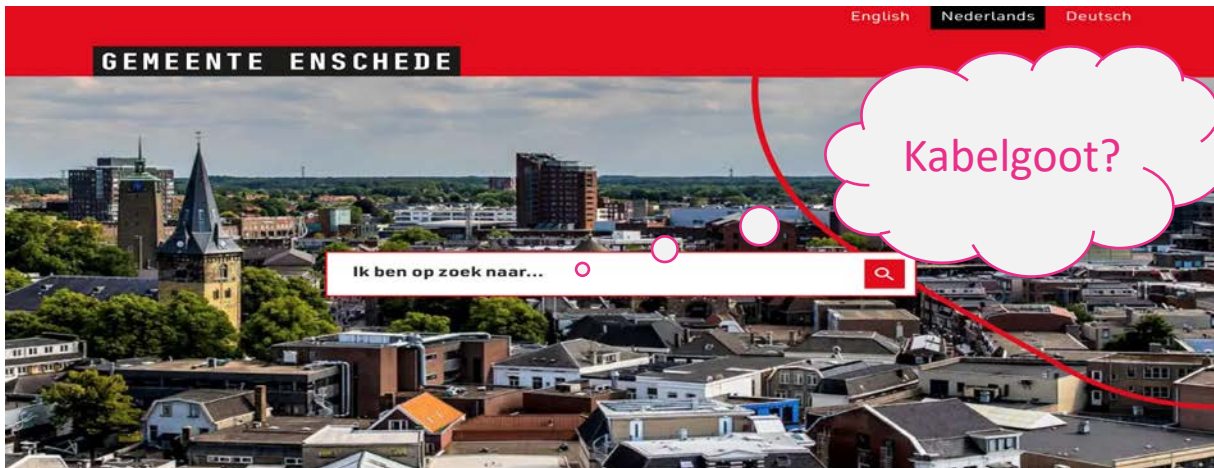 English Nederlands Deutsch
GEMEENTE ENSCHEDE
Kabelgoot?
Ik ben op zoek naar...